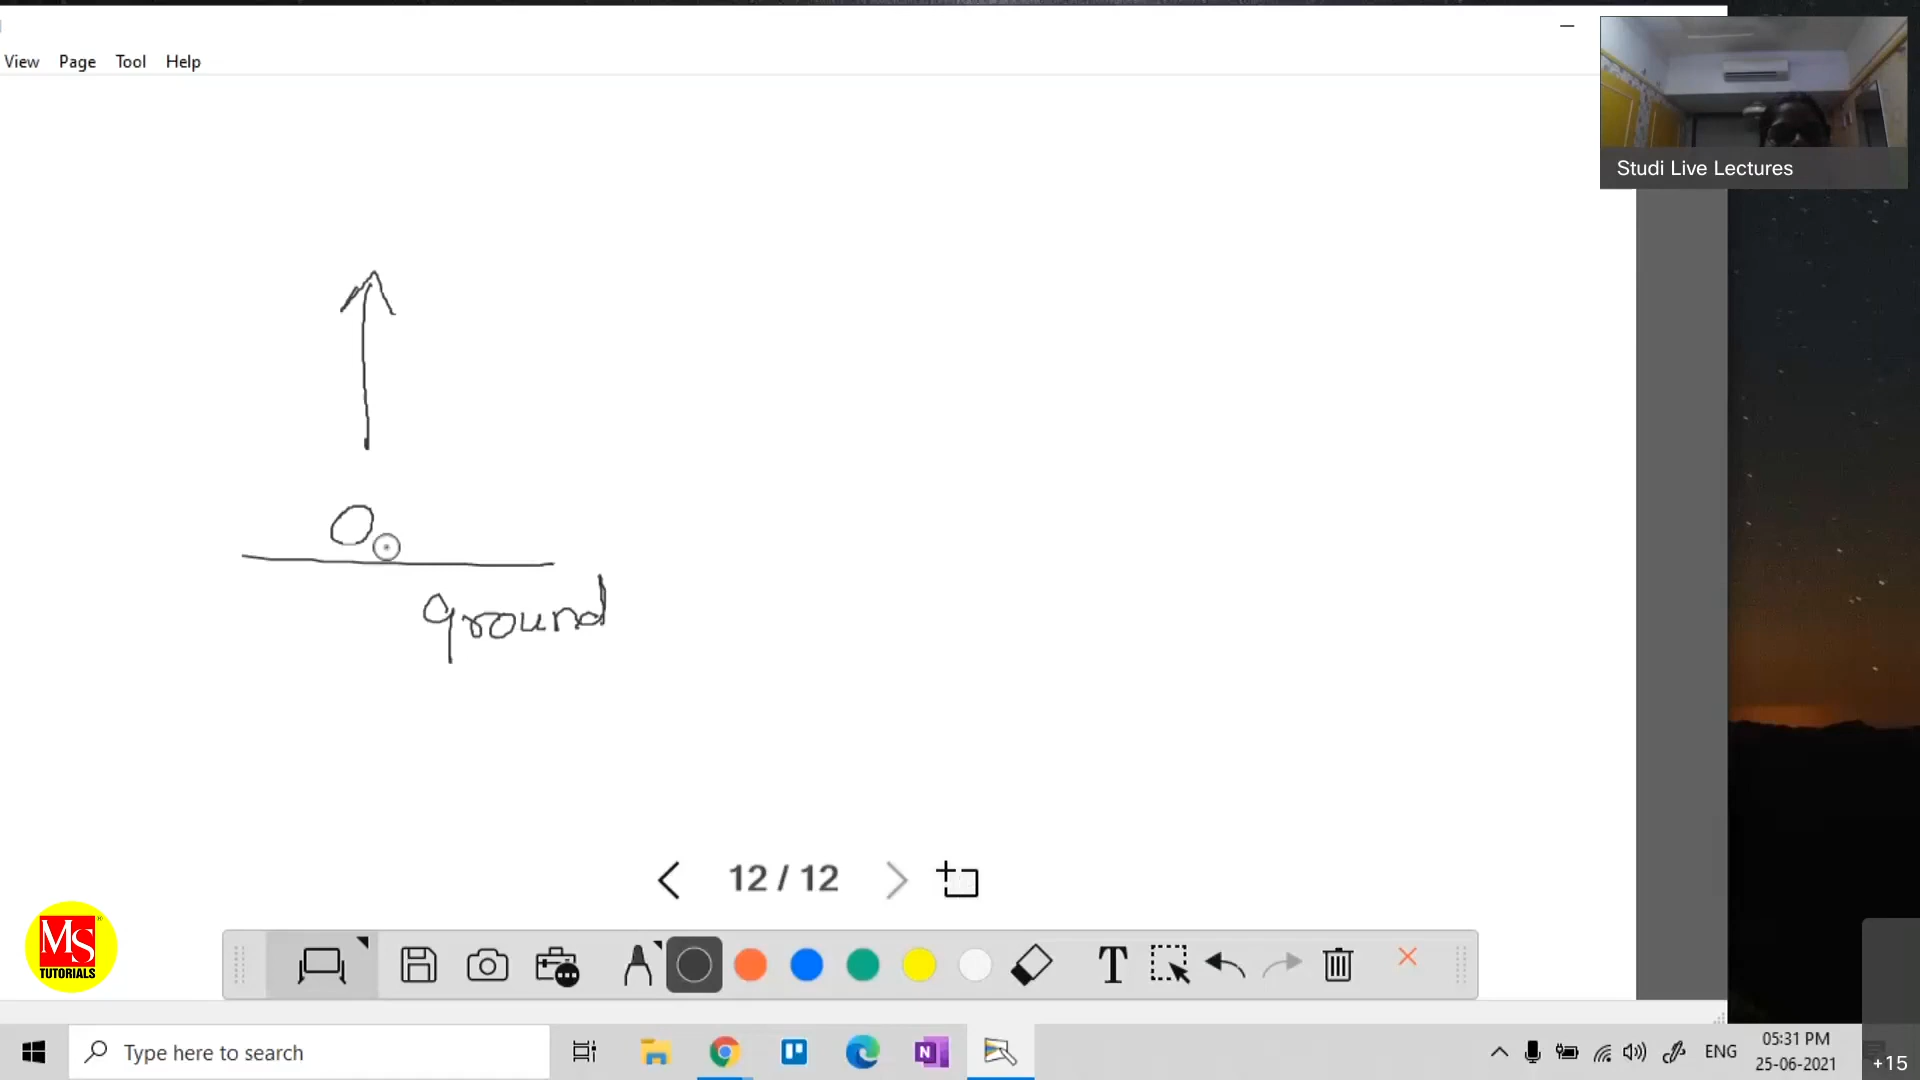 View Page Tool Help
Studi Live Lectures
ground
12 / 12
MS
TUTORIALS
T
Type here to search
N
ENG
05:31 PM
25-06-2021
+15